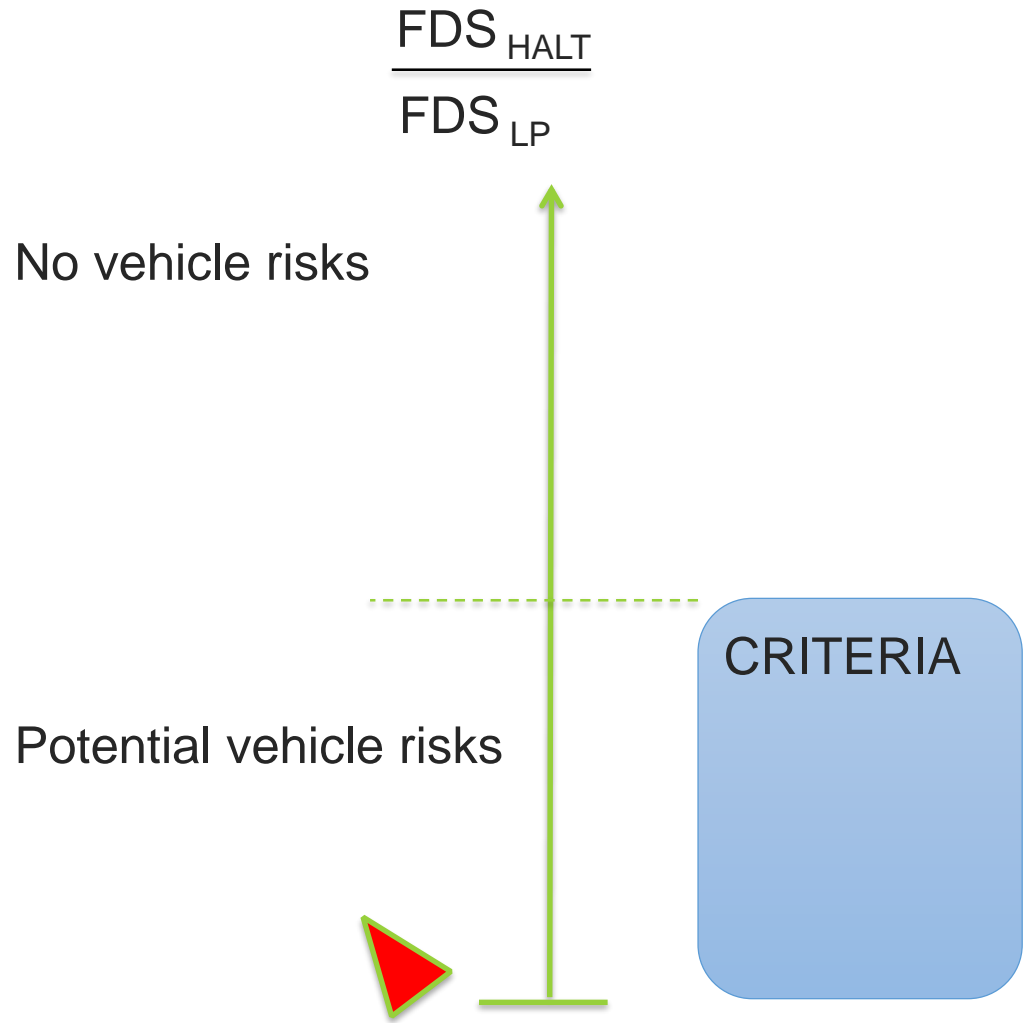 FDS HALT
FDS LP
No vehicle risks
CRITERIA
Potential vehicle risks